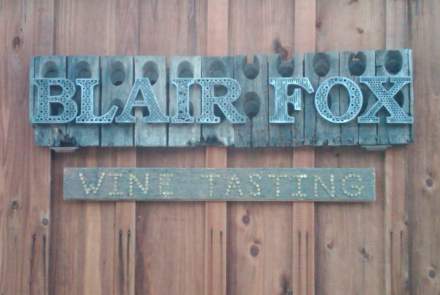 BLAIR FOX
WINE TASTING